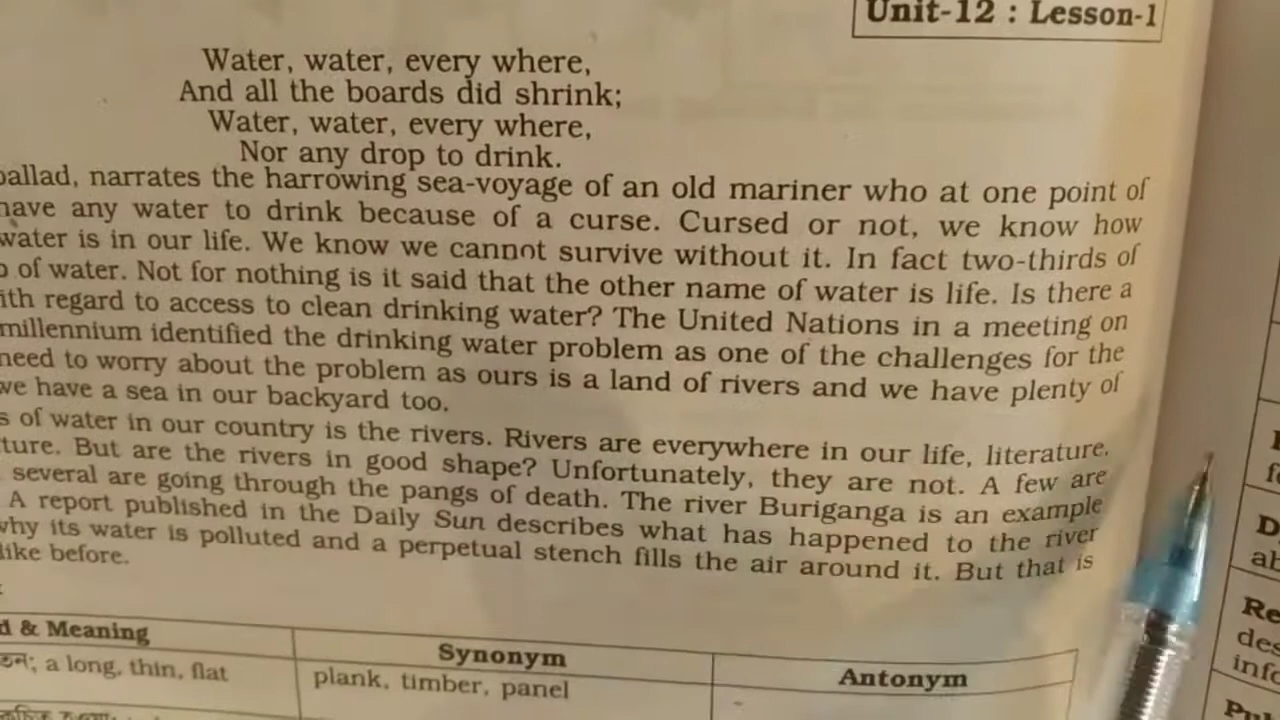 Unit-12 : Lesson-1
Water, water, every where,
And all the boards did shrink;
Water, water, every where,
Nor any drop to drink.
ballad, narrates the harrowing sea-voyage of an old mariner who at one point of
have any water to drink because of a curse. Cursed or not, we know how
water is in our life. We know we cannot survive without it. In fact two-thirds of
of water. Not for nothing is it said that the other name of water is life. Is there a
ith regard to access to clean drinking water? The United Nations in a meeting on
millennium identified the drinking water problem as one of the challenges for the
need to worry about the problem as ours is a land of rivers and we have plenty of
we have a sea in our backyard too.
s of water in our country is the rivers. Rivers are everywhere in our life, literature,
ture. But are the rivers in good shape? Unfortunately, they are not. A few are
several are going through the pangs of death. The river Buriganga is an example
A report published in the Daily Sun describes what has happened to the river
why its water is polluted and a perpetual stench fills the air around it. But that is
like before.
d & Meaning Synonym Antonym
a long, thin, flat plank, timber, panel
D
ab
Re
des
info